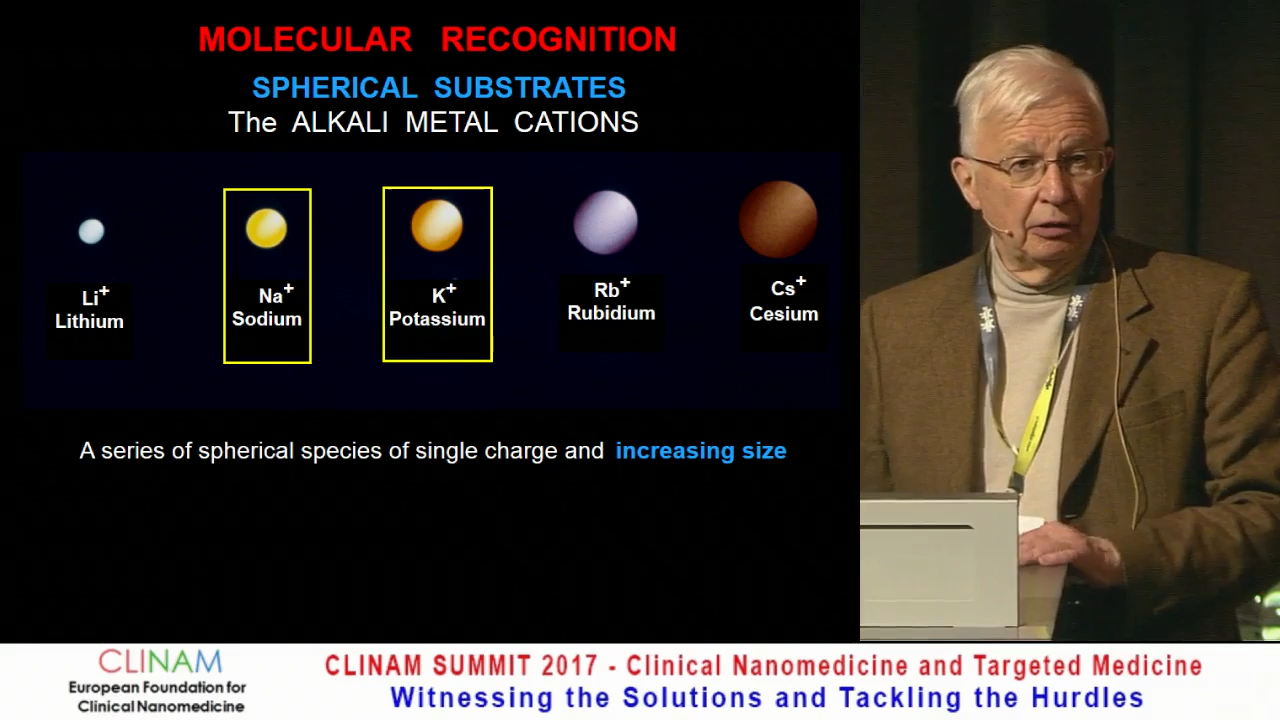 MOLECULAR RECOGNITION
SPHERICAL SUBSTRATES
The ALKALI METAL CATIONS
Li+
Lithium
Na+
Sodium
K+
Potassium
Rb+
Rubidium
Cs+
Cesium
A series of spherical species of single charge and increasing size
CLINAM
European Foundation for
Clinical Nanomedicine
CLINAM SUMMIT 2017 - Clinical Nanomedicine and Targeted Medicine
Witnessing the Solutions and Tackling the Hurdles